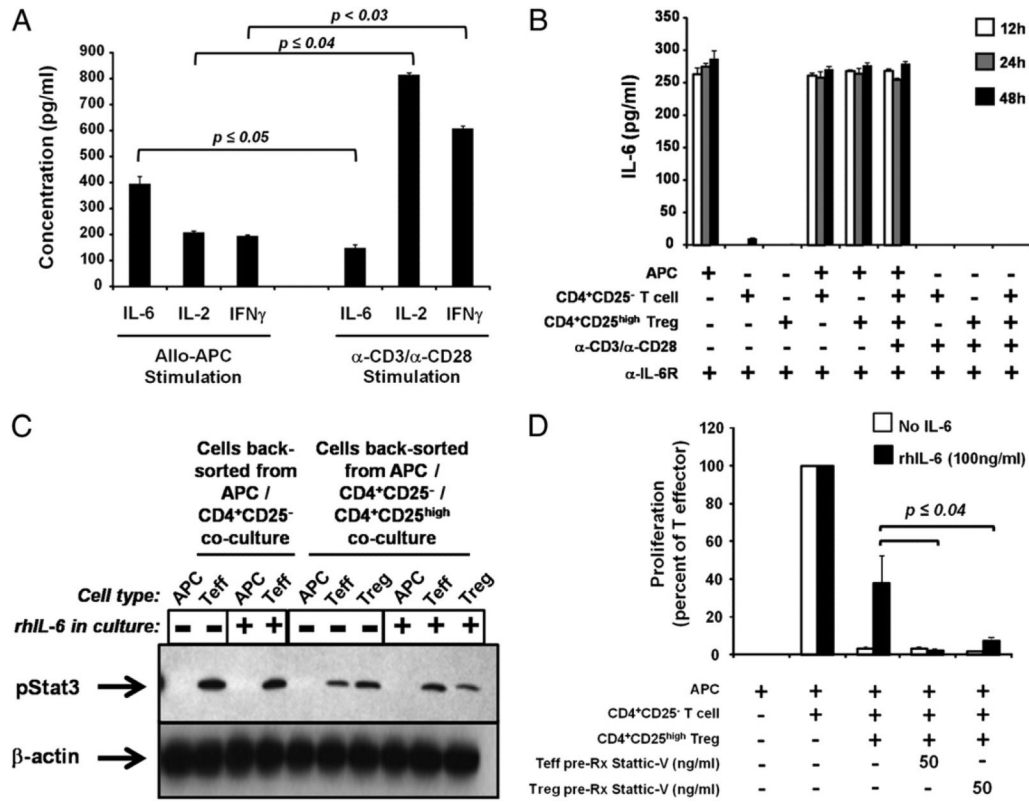 A
p < 0.03
p ≤ 0.04
p ≤ 0.05
Concentration (pg/ml)
900
800
700
600
500
400
300
200
100
0
IL-6 IL-2 IFNγ IL-6 IL-2 IFNγ
Allo-APC
Stimulation
α-CD3/α-CD28
Stimulation
B
12h
24h
48h
IL-6
(pg/ml)
350
300
250
200
150
100
50
0
APC + - - + + + - - -
CD4⁺CD25⁻ T cell - + - + - + + - +
CD4⁺CD25ʰⁱᵍʰ Treg - - + - + + - + +
α-CD3/α-CD28 - - - - - + + + +
α-IL-6R + + + + + + + + +
C
Cells back-
sorted from
APC /
CD4⁺CD25⁻
co-culture
Cells back-sorted
from APC /
CD4⁺CD25⁻ /
CD4⁺CD25ʰⁱᵍʰ
co-culture
Cell type: APC Teff APC Teff APC Teff Treg APC Teff Treg
rhIL-6 in culture: - - + + - - - + + +
pStat3
β-actin
D
No IL-6
rhIL-6 (100ng/ml)
p ≤ 0.04
Proliferation
(percent of T effector)
120
100
80
60
40
20
0
APC + + + + +
CD4⁺CD25⁻ T cell - + + + +
CD4⁺CD25ʰⁱᵍʰ Treg - - + + +
Teff pre-Rx Stattic-V (ng/ml) - - - 50 -
Treg pre-Rx Stattic-V (ng/ml) - - - - 50